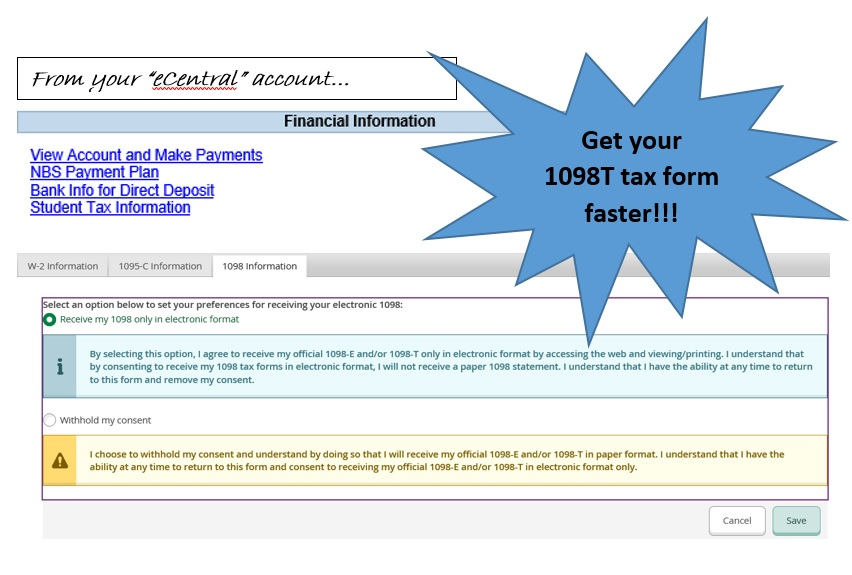 From your “eCentral” account...
Financial Information
Get your
1098T tax form
faster!!!
View Account and Make Payments
NBS Payment Plan
Bank Info for Direct Deposit
Student Tax Information
W-2 Information
1095-C Information
1098 Information
Select an option below to set your preferences for receiving your electronic 1098:
Receive my 1098 only in electronic format
By selecting this option, I agree to receive my official 1098-E and/or 1098-T only in electronic format by accessing the web and viewing/printing. I understand that
by consenting to receive my 1098 tax forms in electronic format, I will not receive a paper 1098 statement. I understand that I have the ability at any time to return
to this form and remove my consent.
Withhold my consent
I choose to withhold my consent and understand by doing so that I will receive my official 1098-E and/or 1098-T in paper format. I understand that I have the
ability at any time to return to this form and consent to receiving my official 1098-E and/or 1098-T in electronic format only.
Cancel
Save